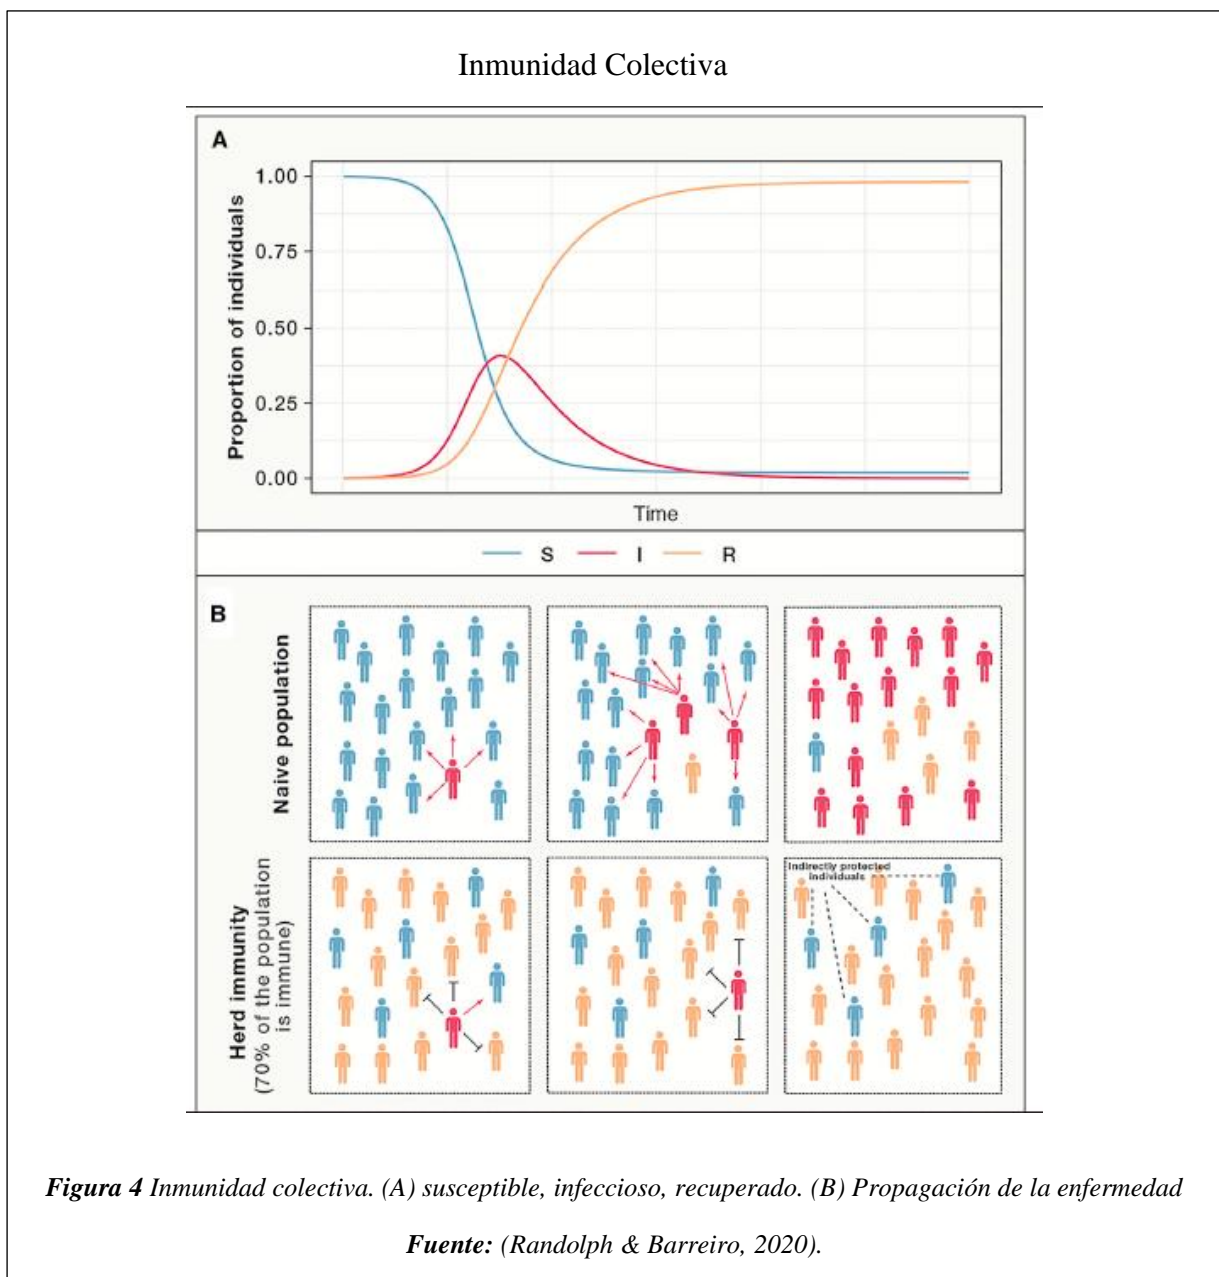 Inmunidad Colectiva
A
Proportion of individuals
1.00
0.75
0.50
0.25
0.00
Time
S I R
B
Naive population
Herd immunity
(70% of the population
is immune)
Indirectly protected
individuals
Figura 4 Inmunidad colectiva. (A) susceptible, infeccioso, recuperado. (B) Propagación de la enfermedad
Fuente: (Randolph & Barreiro, 2020).